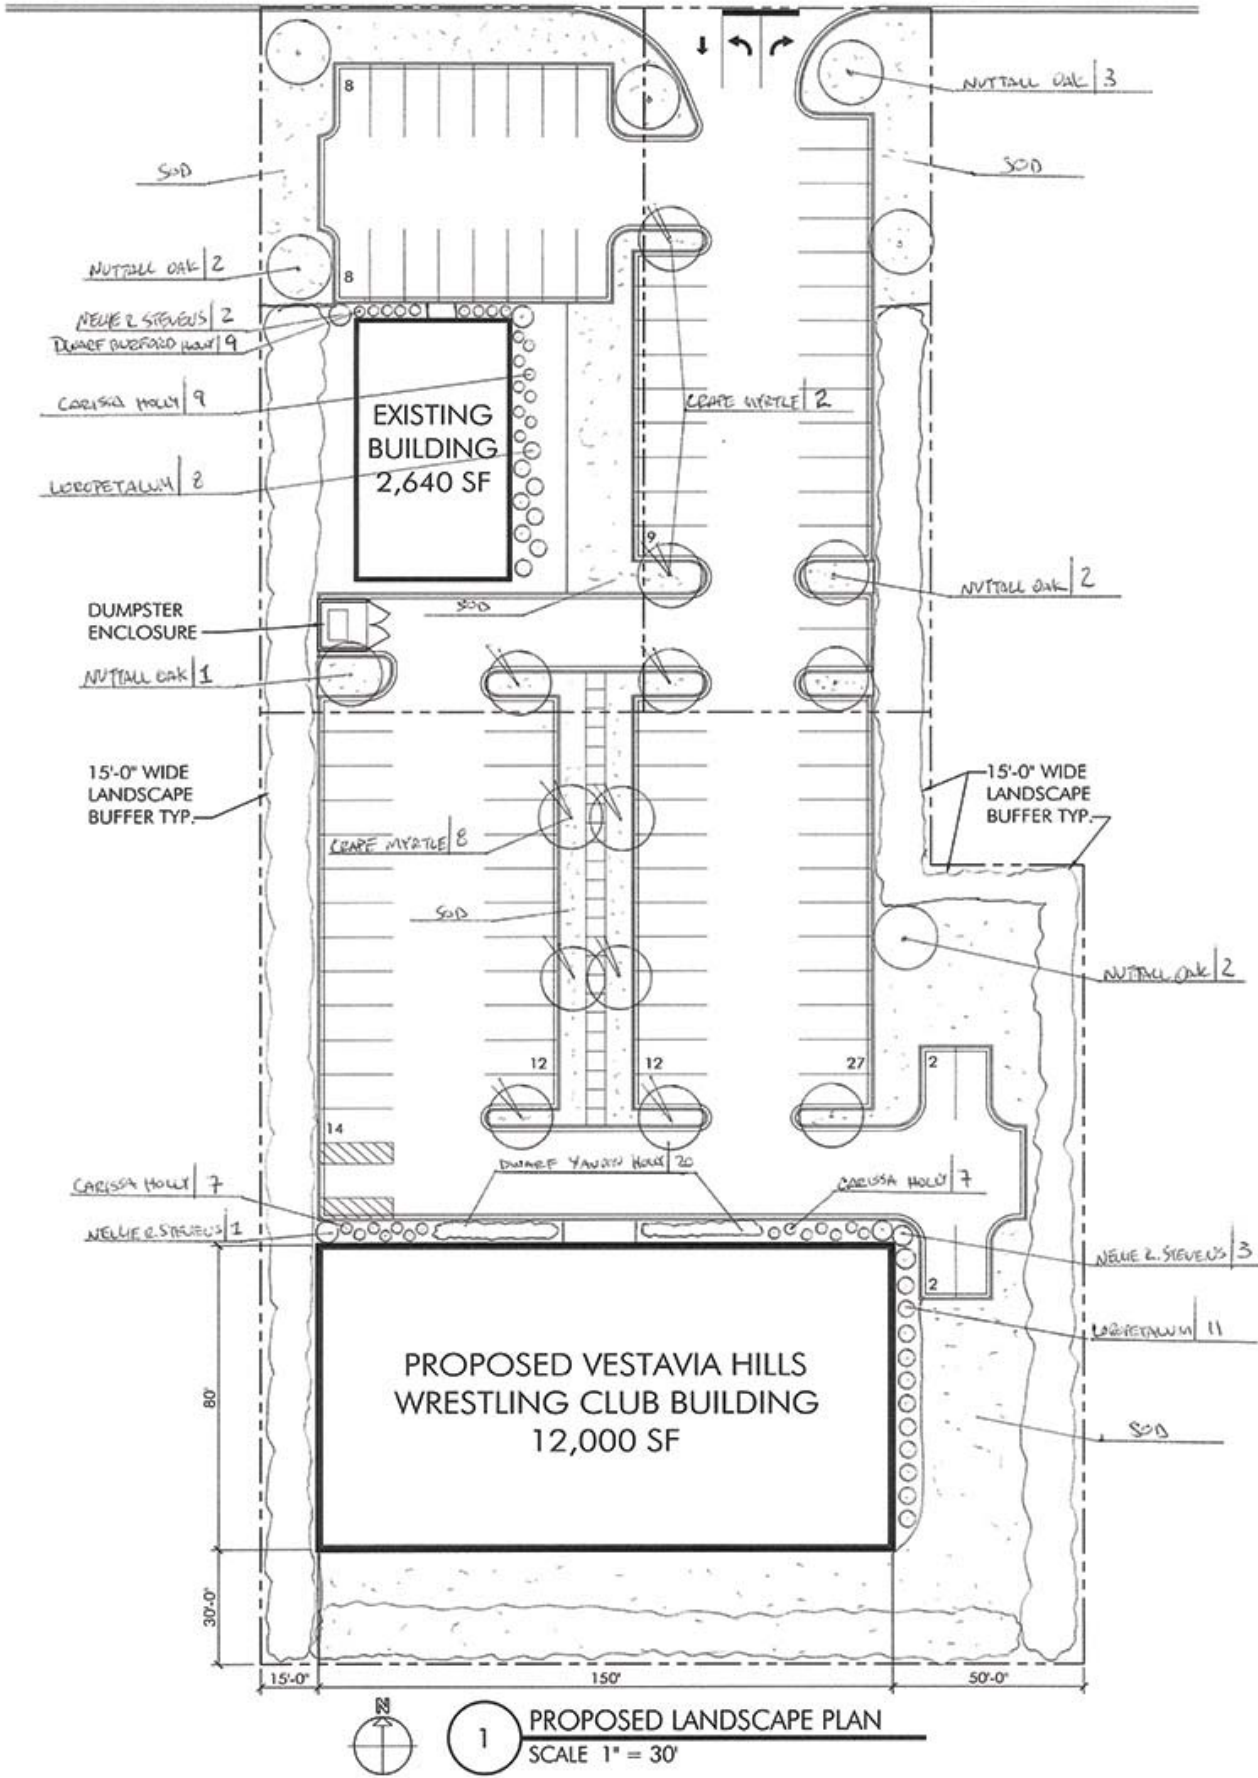 NUTTALL OAK 3
8
SOD
SOD
NUTTALL OAK 2
8
NELLIE R STEVENS 2
DWARF BURFORD HOLLY 9
CARISSA HOLLY 9
CRAPE MYRTLE 2
EXISTING
BUILDING
2,640 SF
LOROPETALUM 8
9
NUTTALL OAK 2
DUMPSTER
ENCLOSURE
SOD
NUTTALL OAK 1
15'-0" WIDE
LANDSCAPE
BUFFER TYP.
15'-0" WIDE
LANDSCAPE
BUFFER TYP.
CRAPE MYRTLE 8
SOD
NUTTALL OAK 2
12
12
27
2
14
DWARF YAUPON HOLLY 20
CARISSA HOLLY 7
CARISSA HOLLY 7
NELLIE R. STEVENS 1
NELLIE R. STEVENS 3
2
LOROPETALUM 11
PROPOSED VESTAVIA HILLS
WRESTLING CLUB BUILDING
12,000 SF
80'
SOD
30'-0"
15'-0"
150'
50'-0"
N
1
PROPOSED LANDSCAPE PLAN
SCALE 1" = 30'